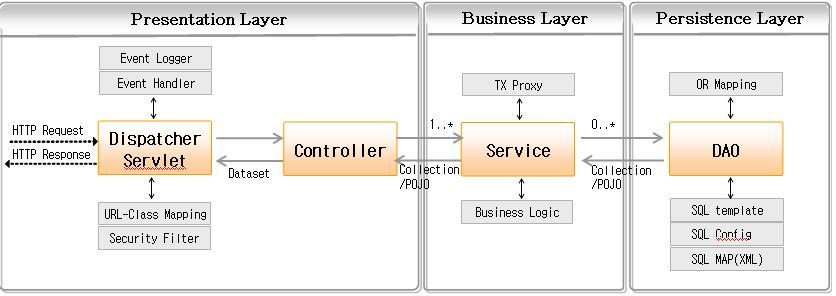 Presentation Layer
Business Layer
Persistence Layer
Event Logger
Event Handler
TX Proxy
OR Mapping
HTTP Request
HTTP Response
Dispatcher
Servlet
Dataset
Controller
1..*
Collection
/POJO
Service
0..*
Collection
/POJO
DAO
URL-Class Mapping
Security Filter
Business Logic
SQL template
SQL Config
SQL MAP(XML)